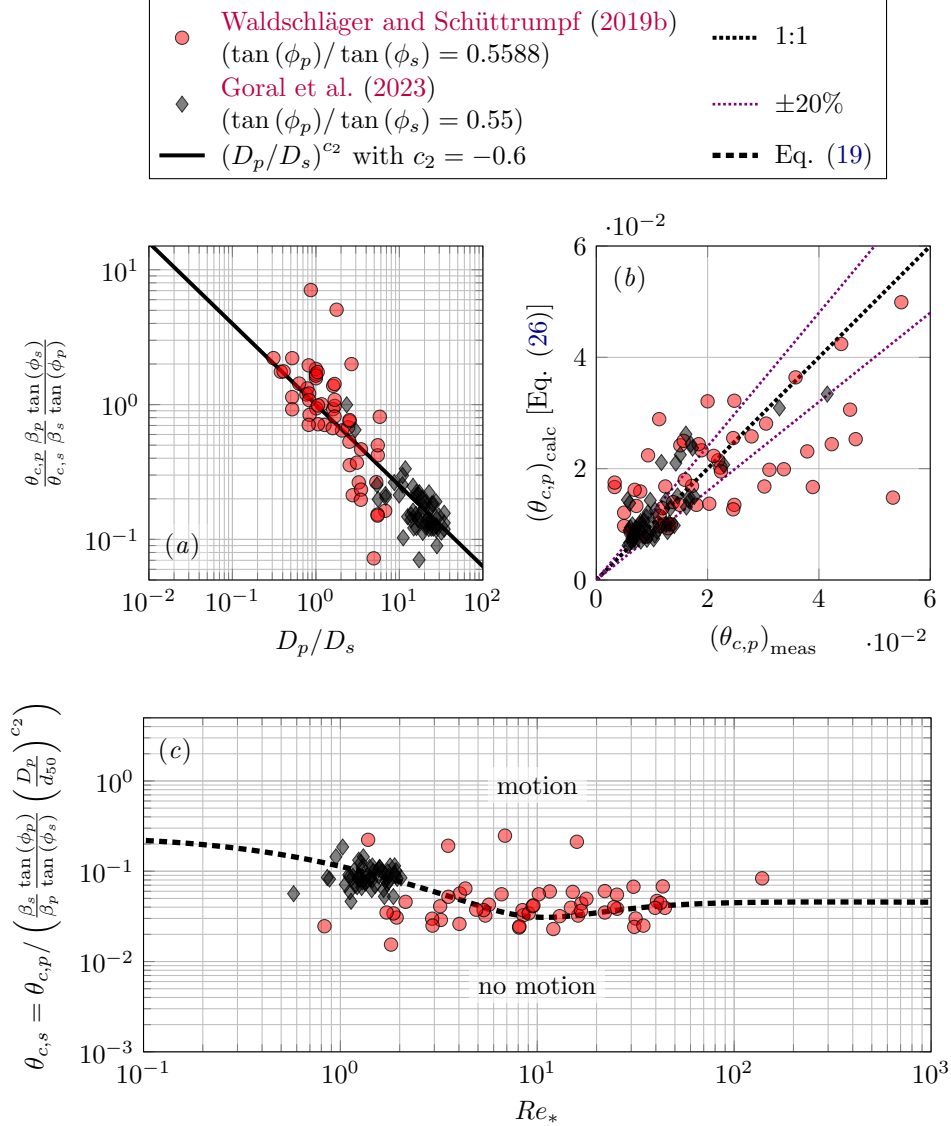 Waldschläger and Schüttrumpf (2019b)
(tan (ϕ_p)/ tan (ϕ_s) = 0.5588)
1:1
Goral et al. (2023)
(tan (ϕ_p)/ tan (ϕ_s) = 0.55)
±20%
(D_p/D_s)^{c_2} with c_2 = −0.6
Eq. (19)
θ_{c,p}/θ_{c,s} β_p/β_s tan (ϕ_s)/tan (ϕ_p)
10^1
10^0
10^{−1}
(a)
10^{−2} 10^{−1} 10^0 10^1 10^2
D_p/D_s
·10^{−2}
(θ_{c,p})_{calc} [Eq. (26)]
6
4
2
0
(b)
0 2 4 6
(θ_{c,p})_{meas}
·10^{−2}
θ_{c,s} = θ_{c,p}/ (β_s/β_p tan (ϕ_p)/tan (ϕ_s) (D_p/d_{50})^{c_2})
(c)
10^0
10^{−1}
10^{−2}
10^{−3}
motion
no motion
10^{−1} 10^0 10^1 10^2 10^3
Re_*